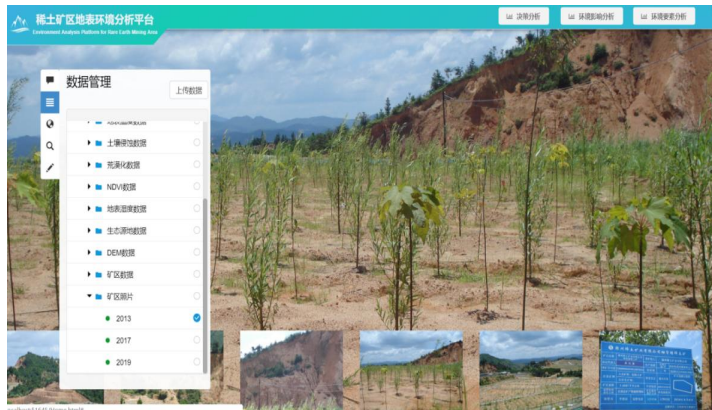 稀土矿区地表环境分析平台
Environment Analysis Platform for Rare Earth Mining Area
决策分析
环境影响分析
环境要素分析
数据管理
上传数据
土壤侵蚀数据
荒漠化数据
NDVI数据
地表湿度数据
生态源地数据
DEM数据
矿区数据
矿区照片
2013
2017
2019